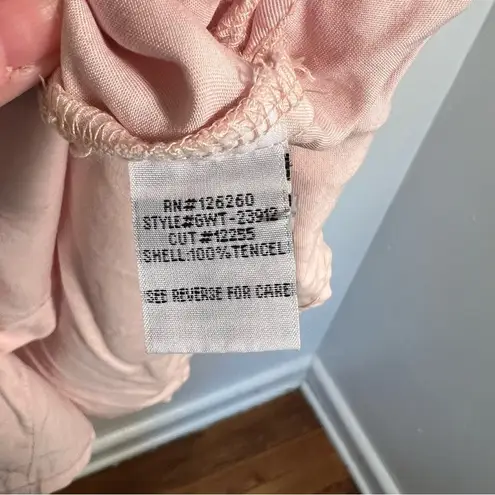 RN#126260
STYLE#GWT-23912
CUT #12255
SHELL:100%TENCEL
SEE REVERSE FOR CARE